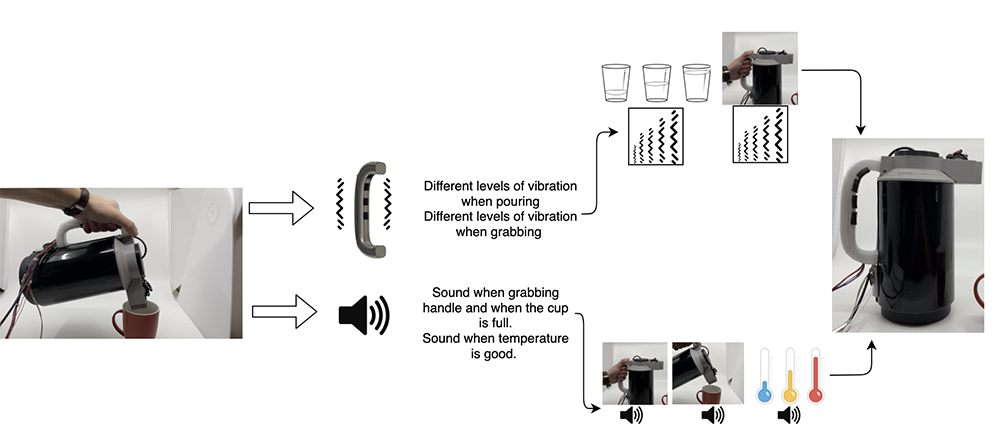 Different levels of vibration
when pouring
Different levels of vibration
when grabbing
Sound when grabbing
handle and when the cup
is full.
Sound when temperature
is good.